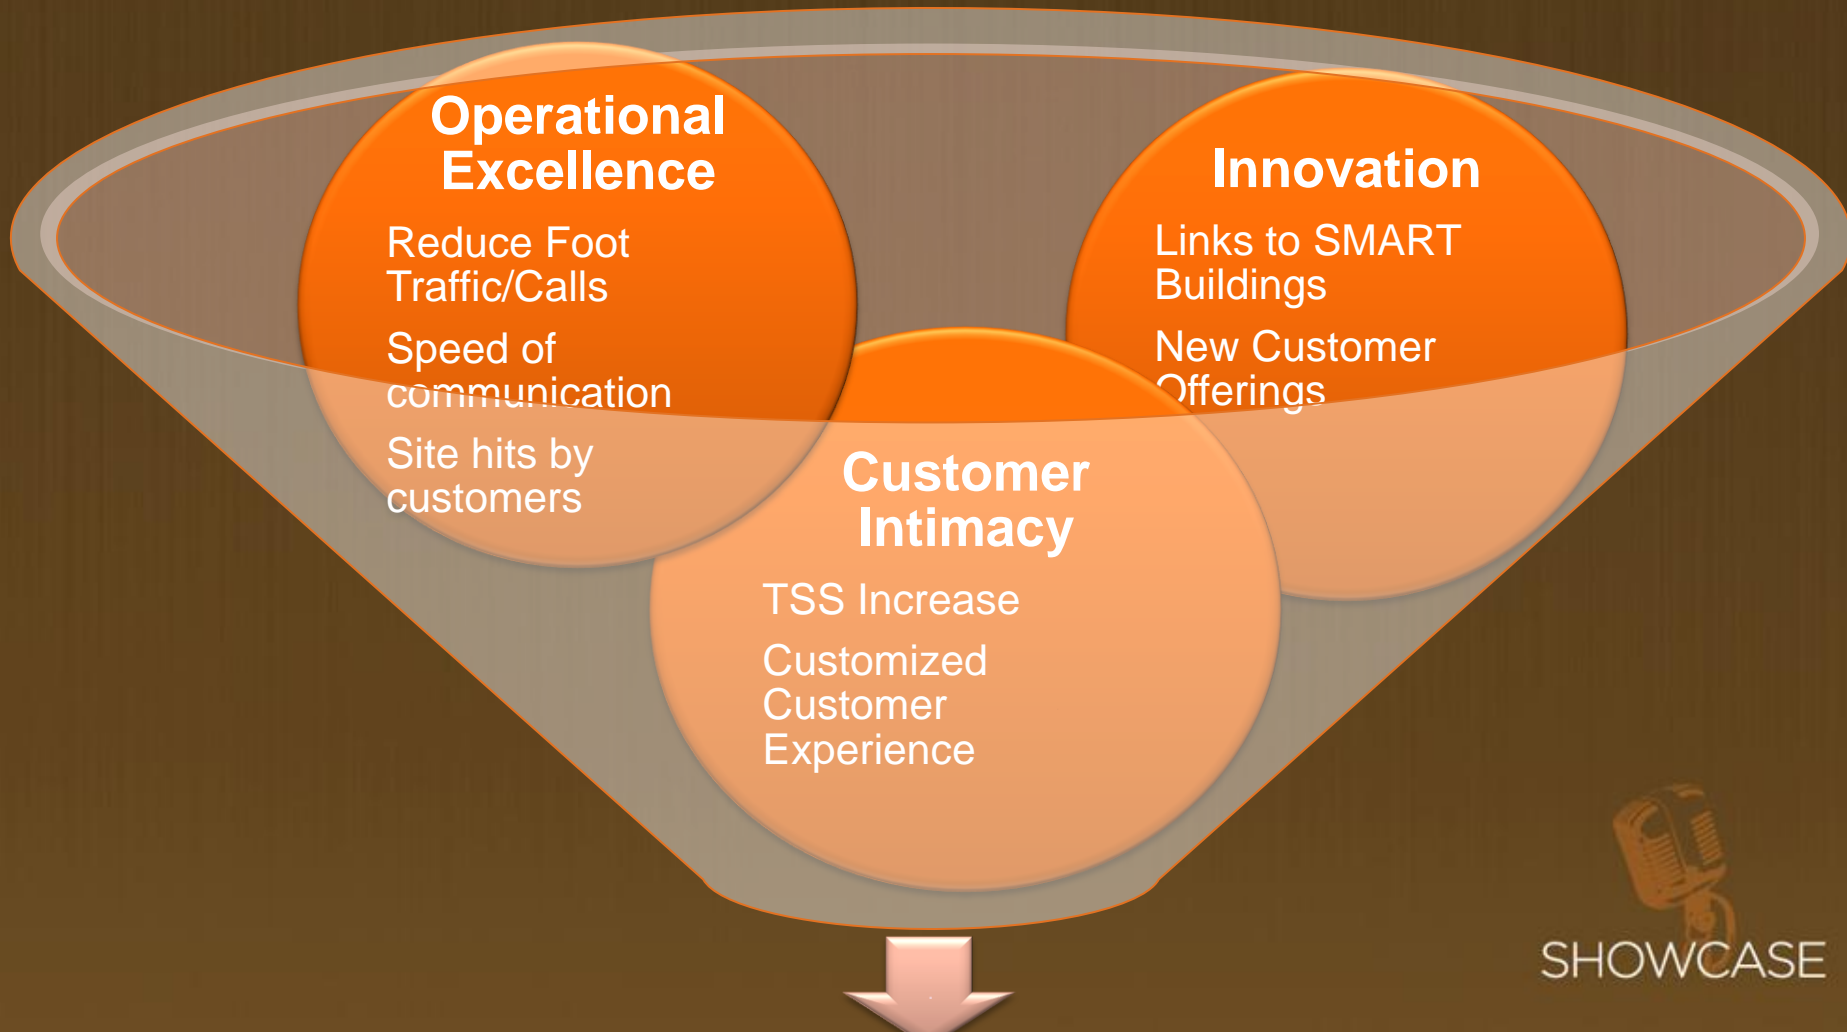 Operational
Excellence
Reduce Foot
Traffic/Calls
Speed of
communication
Site hits by
customers
Innovation
Links to SMART
Buildings
New Customer
Offerings
Customer
Intimacy
TSS Increase
Customized
Customer
Experience
SHOWCASE